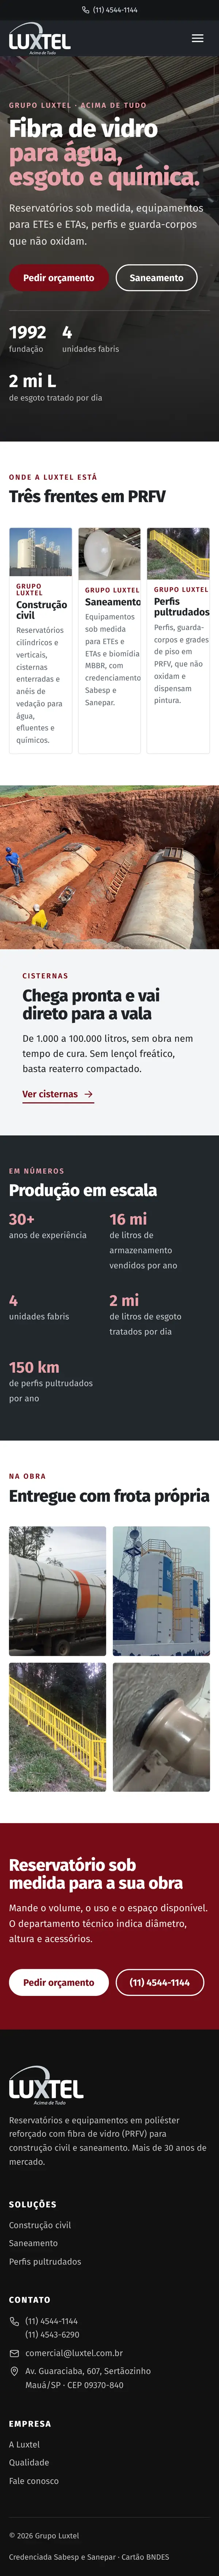 (11) 4544-1144
LUXTEL
Acima de Tudo
GRUPO LUXTEL · ACIMA DE TUDO
Fibra de vidro
para água,
esgoto e química.
Reservatórios sob medida, equipamentos
para ETEs e ETAs, perfis e guarda-corpos
que não oxidam.
Pedir orçamento
Saneamento
1992
fundação
4
unidades fabris
2 mi L
de esgoto tratado por dia
ONDE A LUXTEL ESTÁ
Três frentes em PRFV
GRUPO
LUXTEL
Construção
civil
Reservatórios
cilíndricos e
verticais,
cisternas
enterradas e
anéis de
vedação para
água,
efluentes e
químicos.
GRUPO LUXTEL
Saneamento
Equipamentos
sob medida
para ETEs e
ETAs e biomídia
MBBR, com
credenciamento
Sabesp e
Sanepar.
GRUPO LUXTEL
Perfis
pultrudados
Perfis, guarda-
corpos e grades
de piso em
PRFV, que não
oxidam e
dispensam
pintura.
CISTERNAS
Chega pronta e vai
direto para a vala
De 1.000 a 100.000 litros, sem obra nem
tempo de cura. Sem lençol freático,
basta reaterro compactado.
Ver cisternas
EM NÚMEROS
Produção em escala
30+
anos de experiência
16 mi
de litros de
armazenamento
vendidos por ano
4
unidades fabris
2 mi
de litros de esgoto
tratados por dia
150 km
de perfis pultrudados
por ano
NA OBRA
Entregue com frota própria
Reservatório sob
medida para a sua obra
Mande o volume, o uso e o espaço disponível.
O departamento técnico indica diâmetro,
altura e acessórios.
Pedir orçamento
(11) 4544-1144
LUXTEL
Acima de Tudo
Reservatórios e equipamentos em poliéster
reforçado com fibra de vidro (PRFV) para
construção civil e saneamento. Mais de 30 anos de
mercado.
SOLUÇÕES
Construção civil
Saneamento
Perfis pultrudados
CONTATO
(11) 4544-1144
(11) 4543-6290
comercial@luxtel.com.br
Av. Guaraciaba, 607, Sertãozinho
Mauá/SP · CEP 09370-840
EMPRESA
A Luxtel
Qualidade
Fale conosco
© 2026 Grupo Luxtel
Credenciada Sabesp e Sanepar · Cartão BNDES